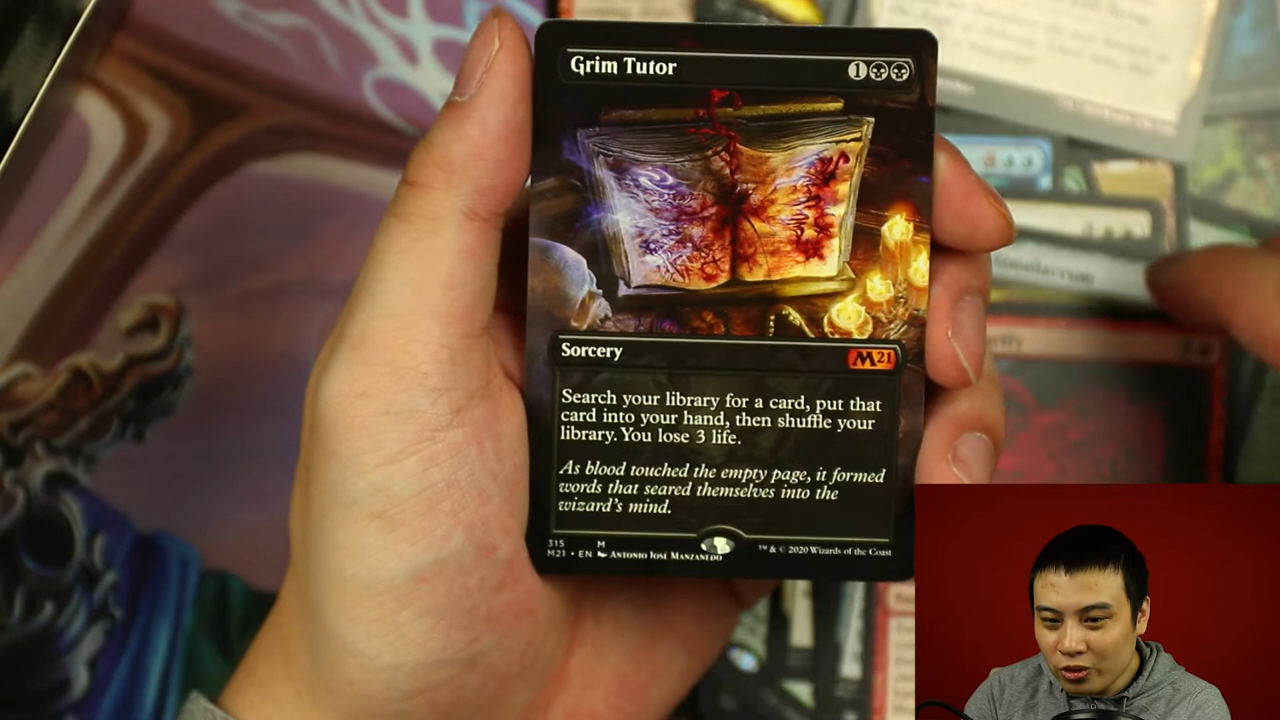 Grim Tutor 1
Sorcery M21
Search your library for a card, put that
card into your hand, then shuffle your
library. You lose 3 life.
As blood touched the empty page, it formed
words that seared themselves into the
wizard's mind.
315 M
M21 • EN Antonio José Manzanedo ™ & © 2020 Wizards of the Coast